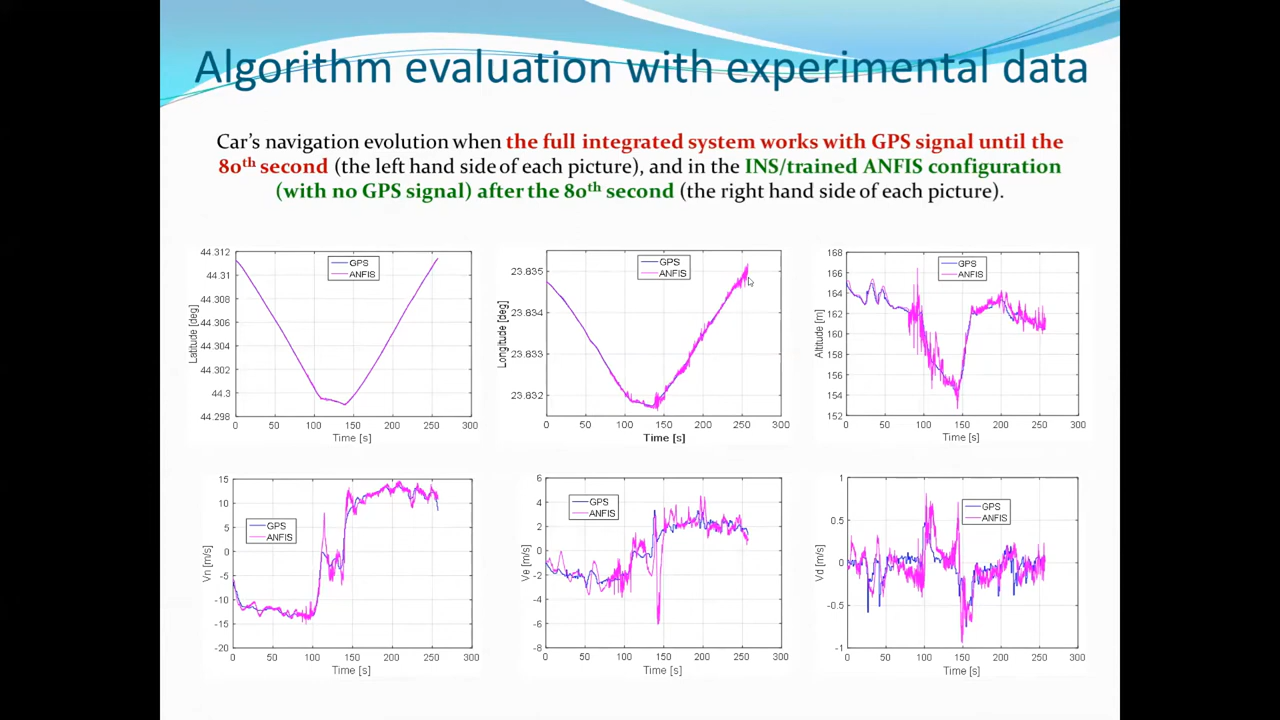 Algorithm evaluation with experimental data
Car's navigation evolution when the full integrated system works with GPS signal until the
80th second (the left hand side of each picture), and in the INS/trained ANFIS configuration
(with no GPS signal) after the 80th second (the right hand side of each picture).
44.312
44.31
44.308
44.306
44.304
44.302
44.3
44.298
Latitude [deg]
GPS
ANFIS
0 50 100 150 200 250 300
Time [s]
23.835
23.834
23.833
23.832
Longitude [deg]
GPS
ANFIS
0 50 100 150 200 250 300
Time [s]
168
166
164
162
160
158
156
154
152
Altitude [m]
GPS
ANFIS
0 50 100 150 200 250 300
Time [s]
15
10
5
0
-5
-10
-15
-20
Vn [m/s]
GPS
ANFIS
0 50 100 150 200 250 300
Time [s]
6
4
2
0
-2
-4
-6
-8
Ve [m/s]
GPS
ANFIS
0 50 100 150 200 250 300
Time [s]
1
0.5
0
-0.5
-1
Vd [m/s]
GPS
ANFIS
0 50 100 150 200 250 300
Time [s]